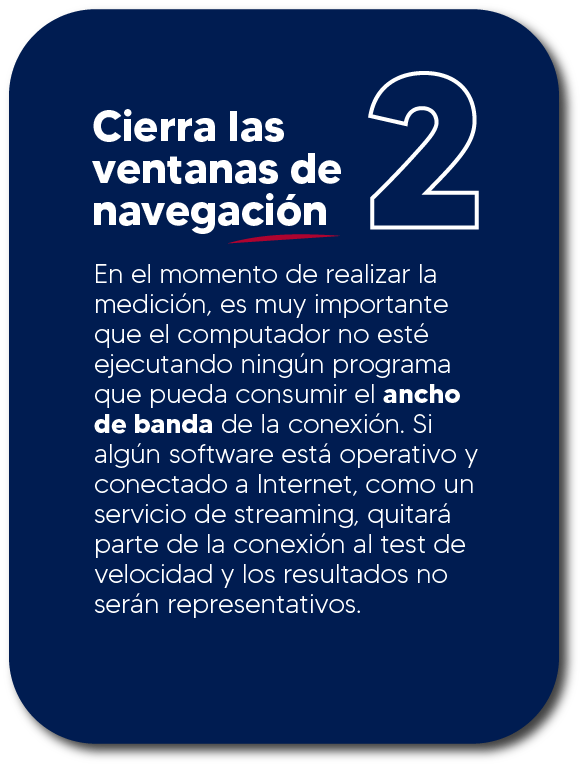 2
Cierra las
ventanas de
navegación
En el momento de realizar la
medición, es muy importante
que el computador no esté
ejecutando ningún programa
que pueda consumir el ancho
de banda de la conexión. Si
algún software está operativo y
conectado a Internet, como un
servicio de streaming, quitará
parte de la conexión al test de
velocidad y los resultados no
serán representativos.